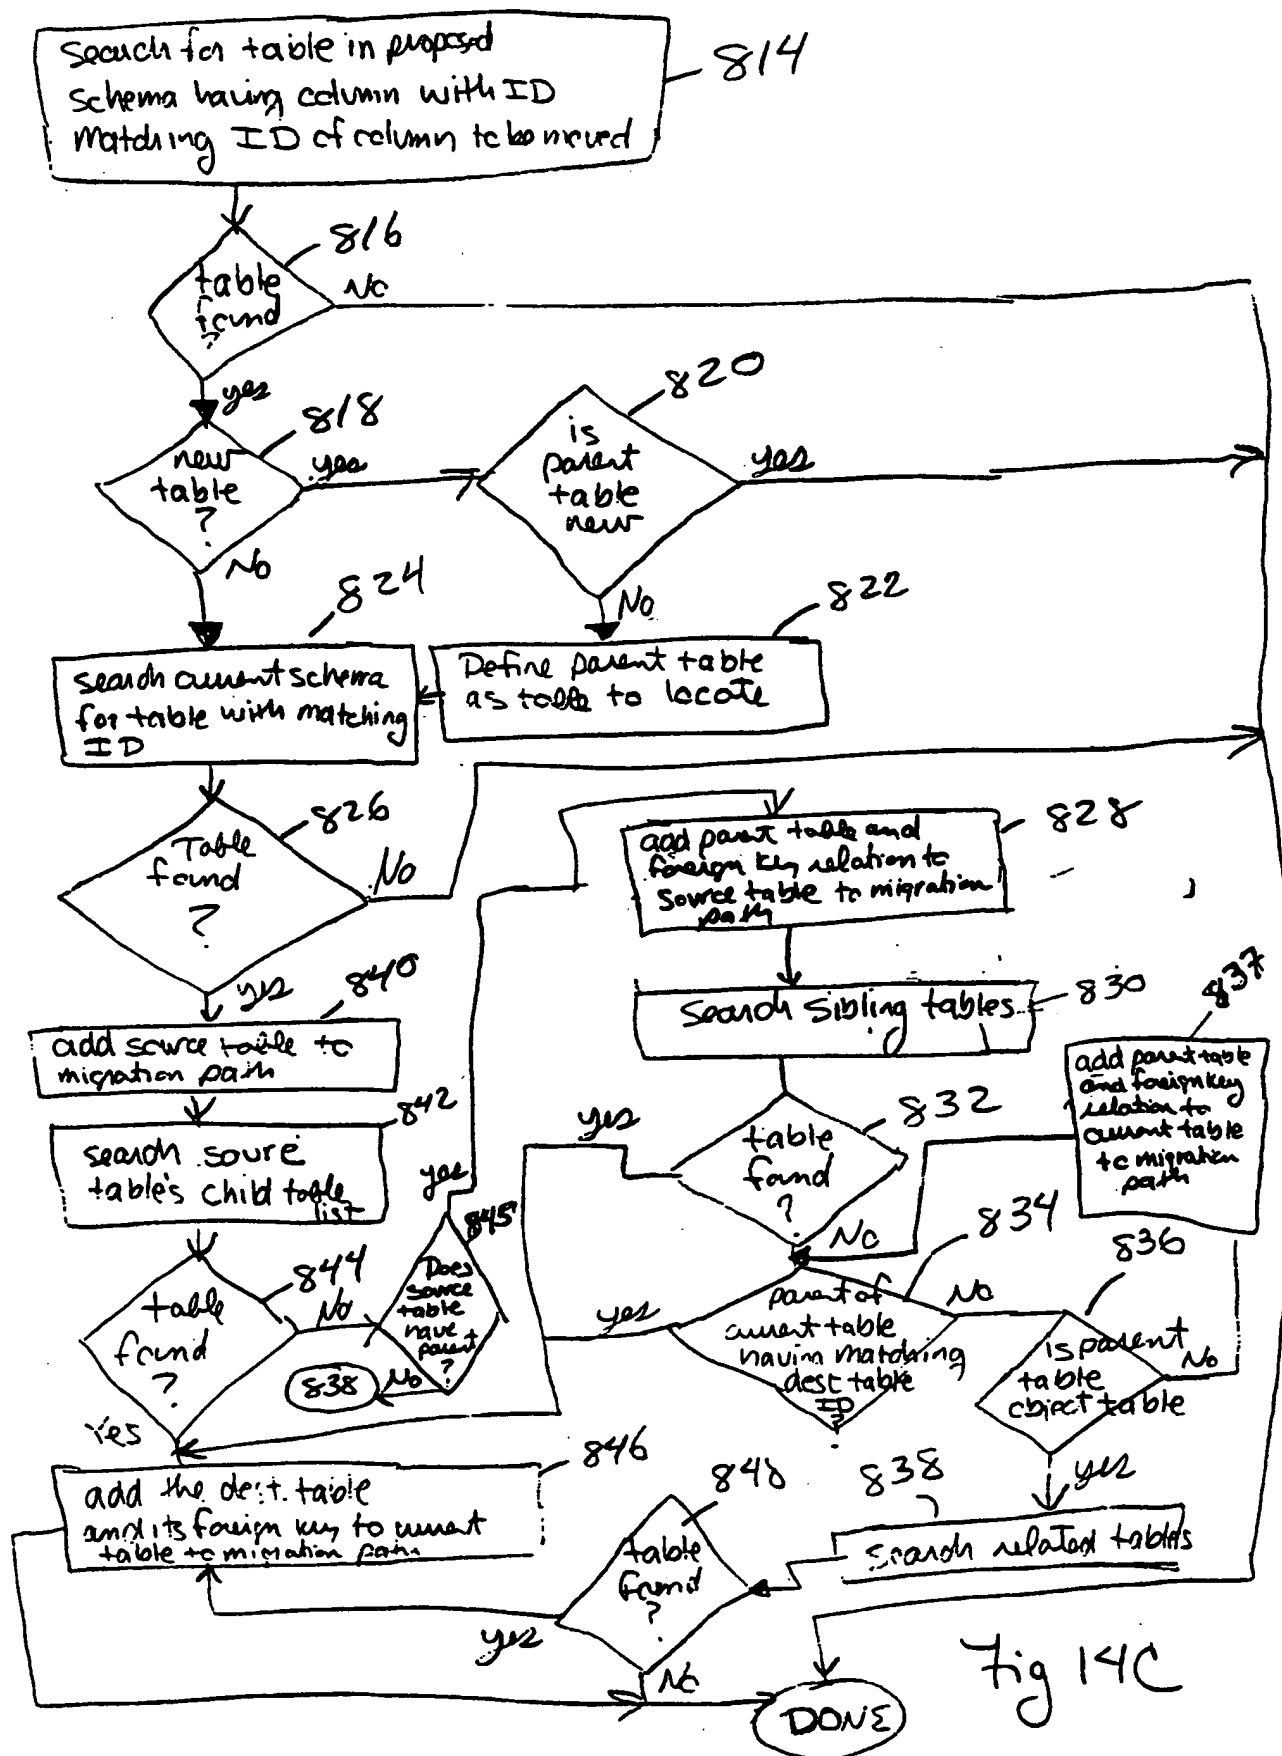 Search for table in proposed
schema having column with ID
Matching ID of column to be moved
814
816
table
found
?
No
yes
818
new
table
?
yes
No
820
is
parent
table
new
yes
No
822
Define parent table
as table to locate
824
search current schema
for table with matching
ID
826
Table
found
?
No
yes
828
add parent table and
foreign key relation to
source table to migration
path
830
Search sibling tables
837
add parent table
and foreign key
relation to
current table
to migration
path
840
add source table to
migration path
842
search soure
table's child table
list
832
table
found
?
yes
No
844
table
found
?
No
Yes
845
Does
source
table
have
parent
?
yes
No
838
834
parent of
current table
havin matching
dest table
ID
?
yes
No
836
is parent
table
object table
No
yes
838
Search related tables
846
add the dest. table
and its foreign key to current
table to migration path
848
table
found
?
yes
No
DONE
Fig 14C